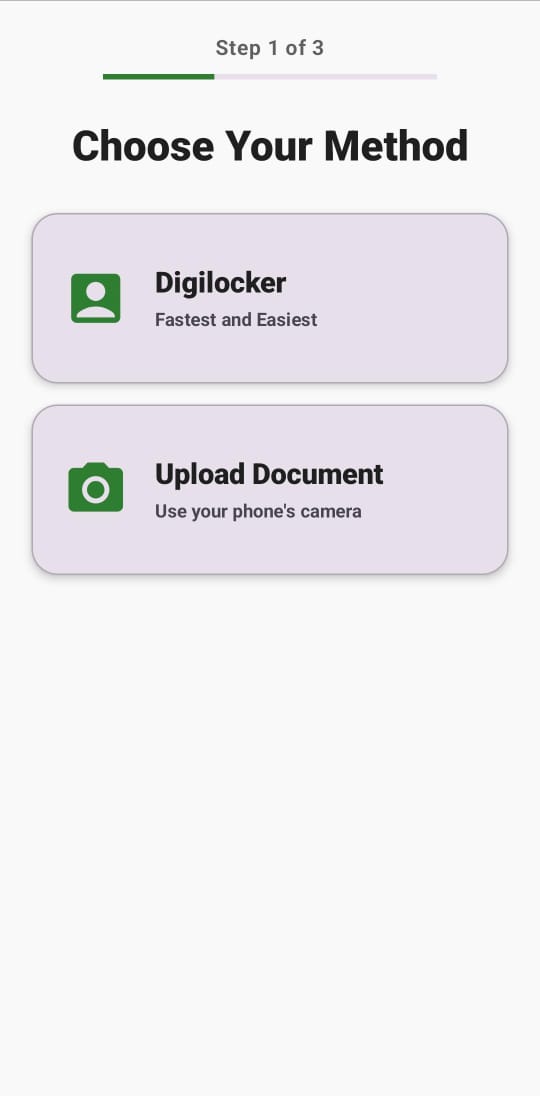 Step 1 of 3
Choose Your Method
Digilocker
Fastest and Easiest
Upload Document
Use your phone's camera